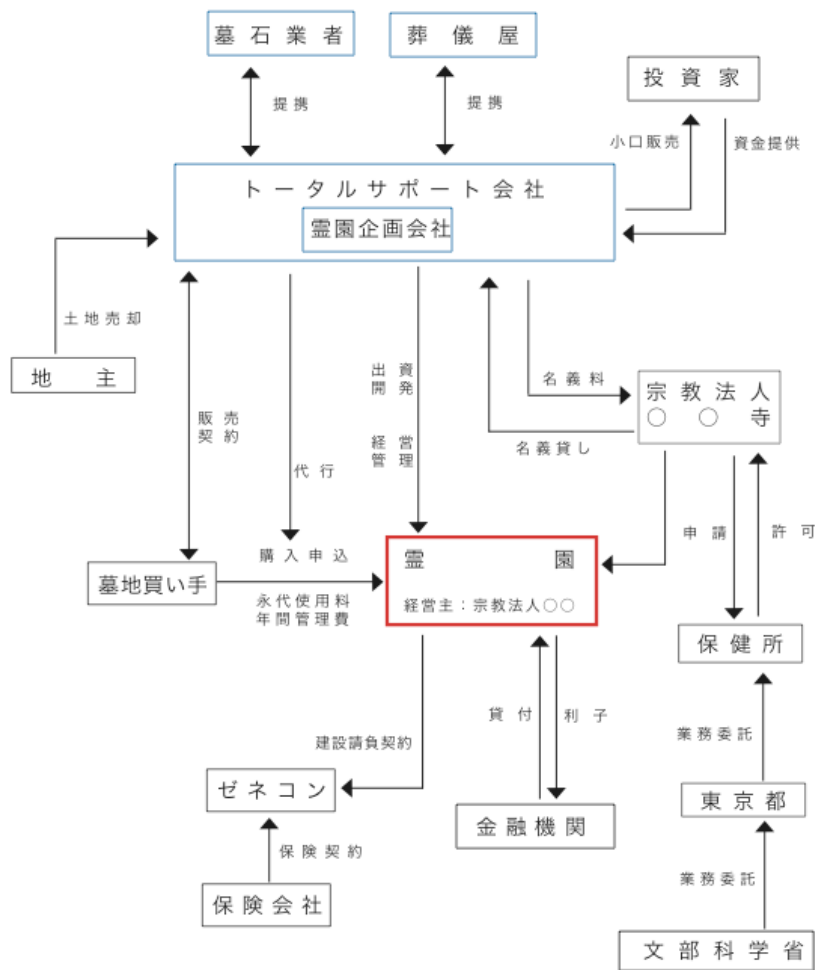 墓石業者
葬儀屋
投資家
提携
提携
小口販売
資金提供
トータルサポート会社
霊園企画会社
土地売却
地主
出資
開発
経営
管理
名義料
宗教法人
○○寺
名義貸し
販売
契約
代行
申請
許可
購入申込
墓地買い手
永代使用料
年間管理費
霊園
経営主：宗教法人○○
保健所
貸付
利子
業務委託
建設請負契約
ゼネコン
金融機関
東京都
保険契約
業務委託
保険会社
文部科学省